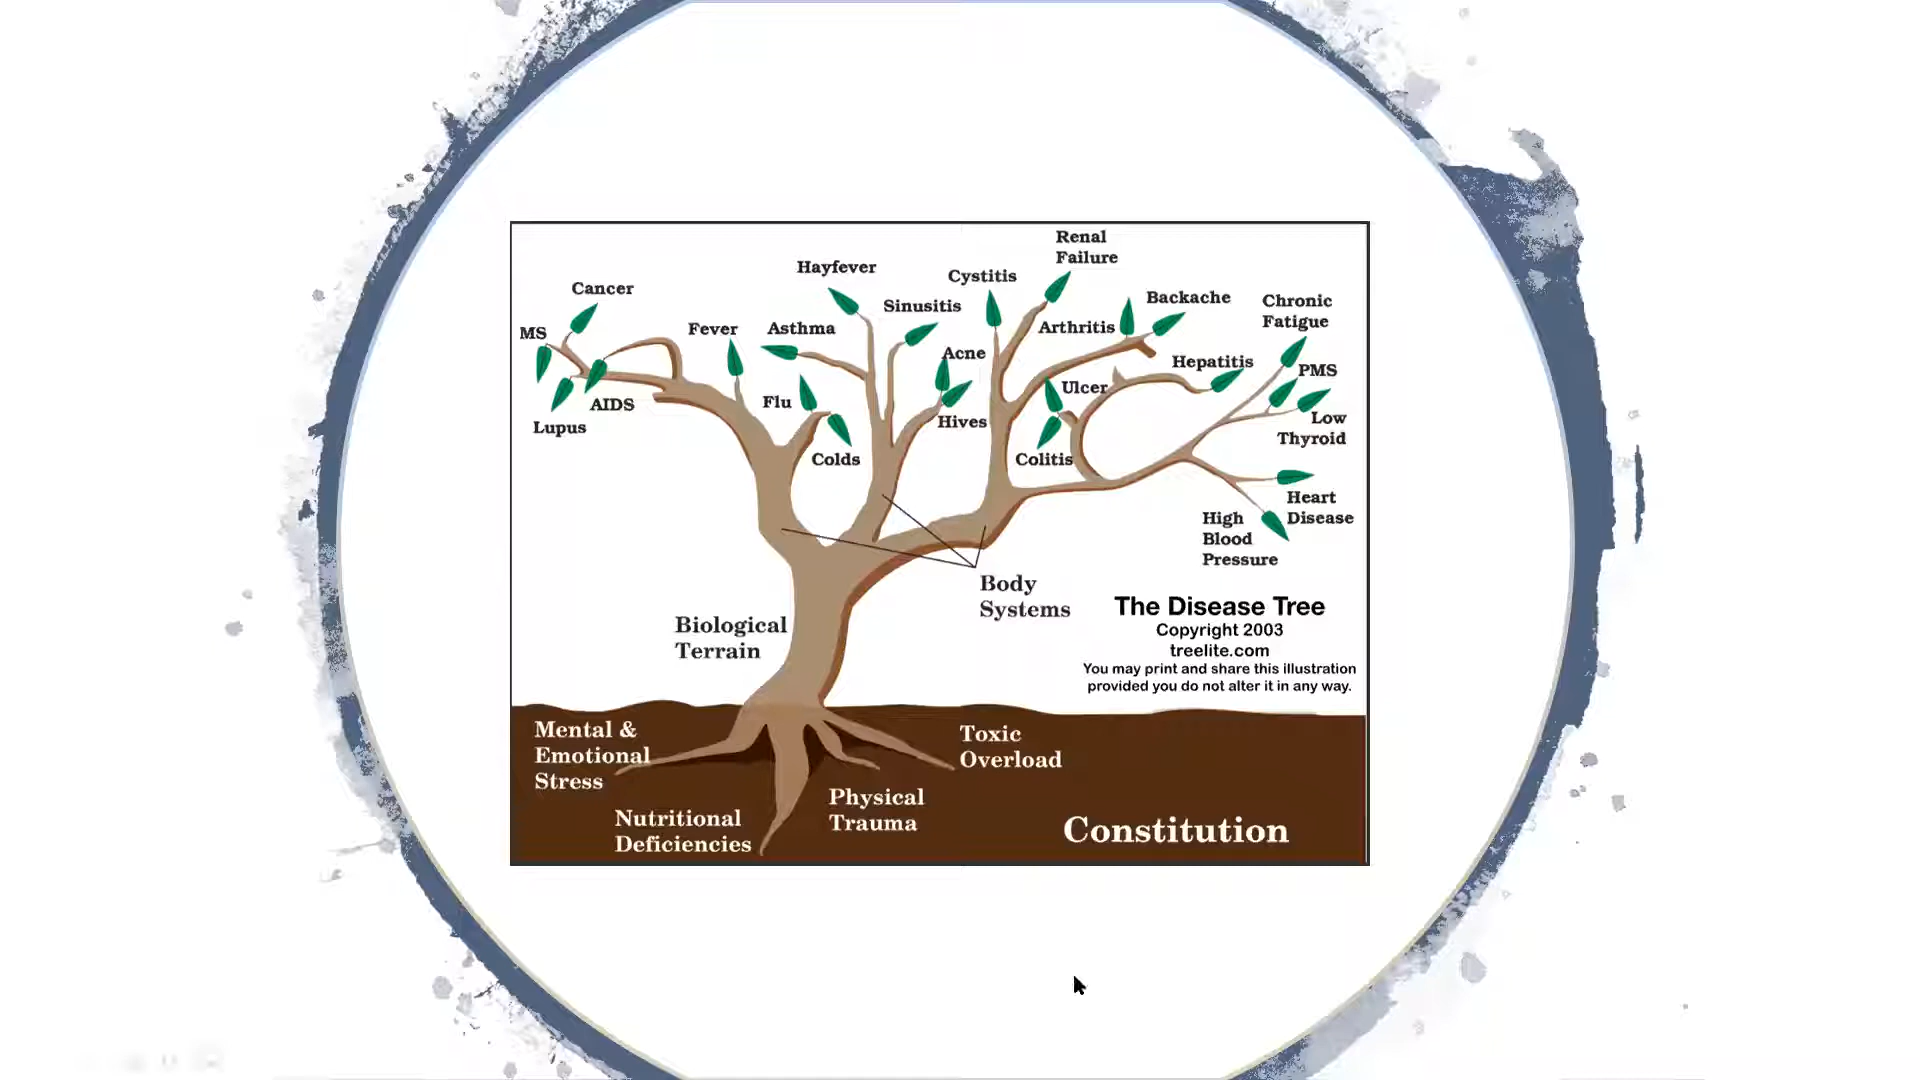 Renal
Failure
Hayfever
Cystitis
Cancer
Sinusitis
Backache
Chronic
Fatigue
MS
Fever
Asthma
Arthritis
Acne
Hepatitis
PMS
Ulcer
Flu
AIDS
Lupus
Hives
Low
Thyroid
Colds
Colitis
Heart
Disease
High
Blood
Pressure
Body
Systems
Biological
Terrain
The Disease Tree
Copyright 2003
treelite.com
You may print and share this illustration
provided you do not alter it in any way.
Mental &
Emotional
Stress
Toxic
Overload
Nutritional
Deficiencies
Physical
Trauma
Constitution